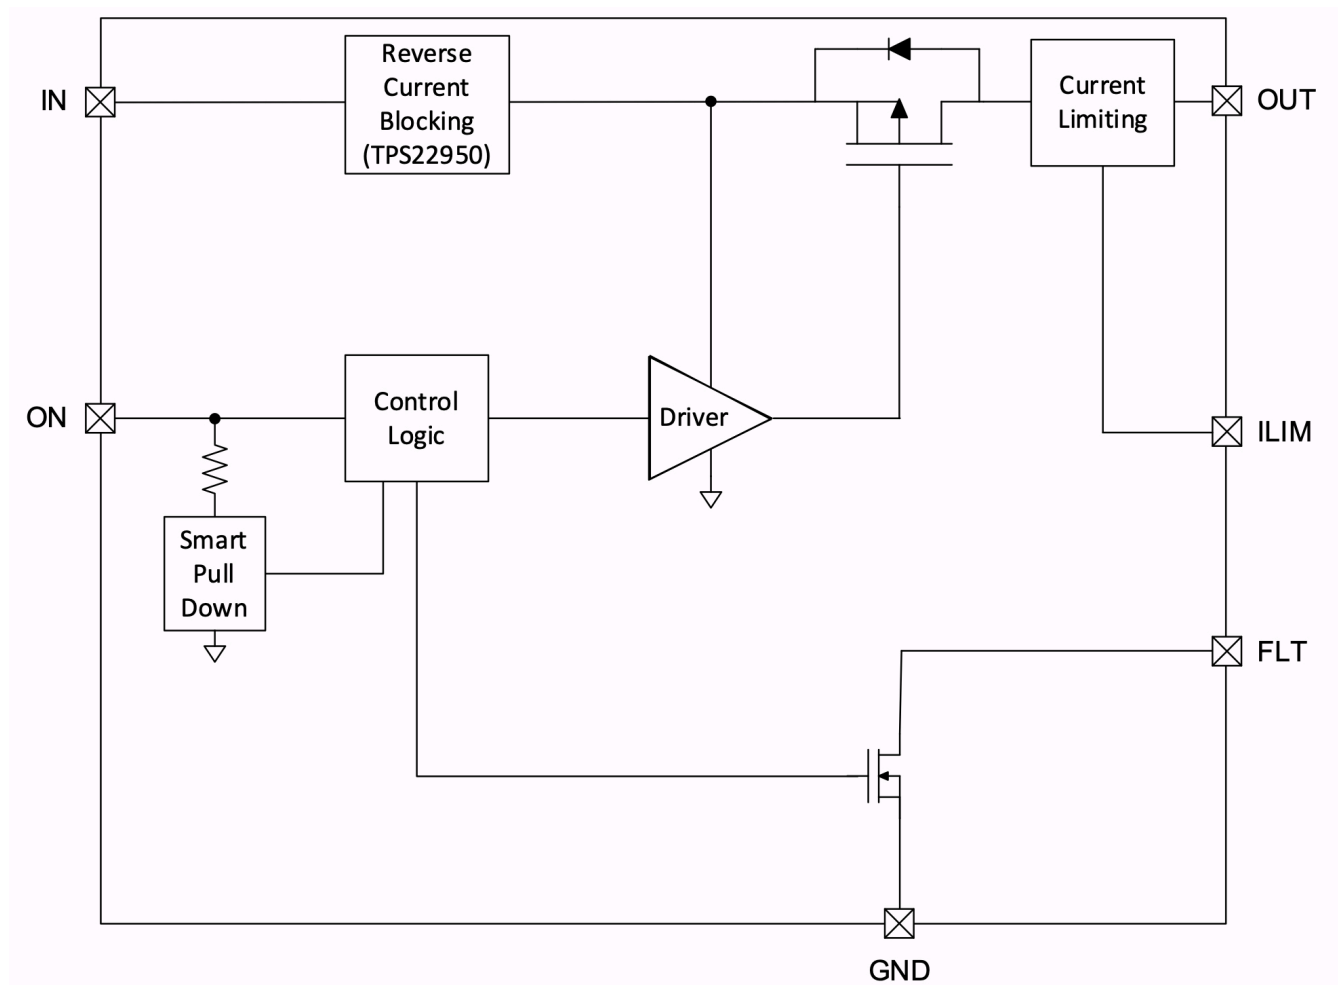 IN
Reverse
Current
Blocking
(TPS22950)
Current
Limiting
OUT
ON
Control
Logic
Driver
ILIM
Smart
Pull
Down
FLT
GND